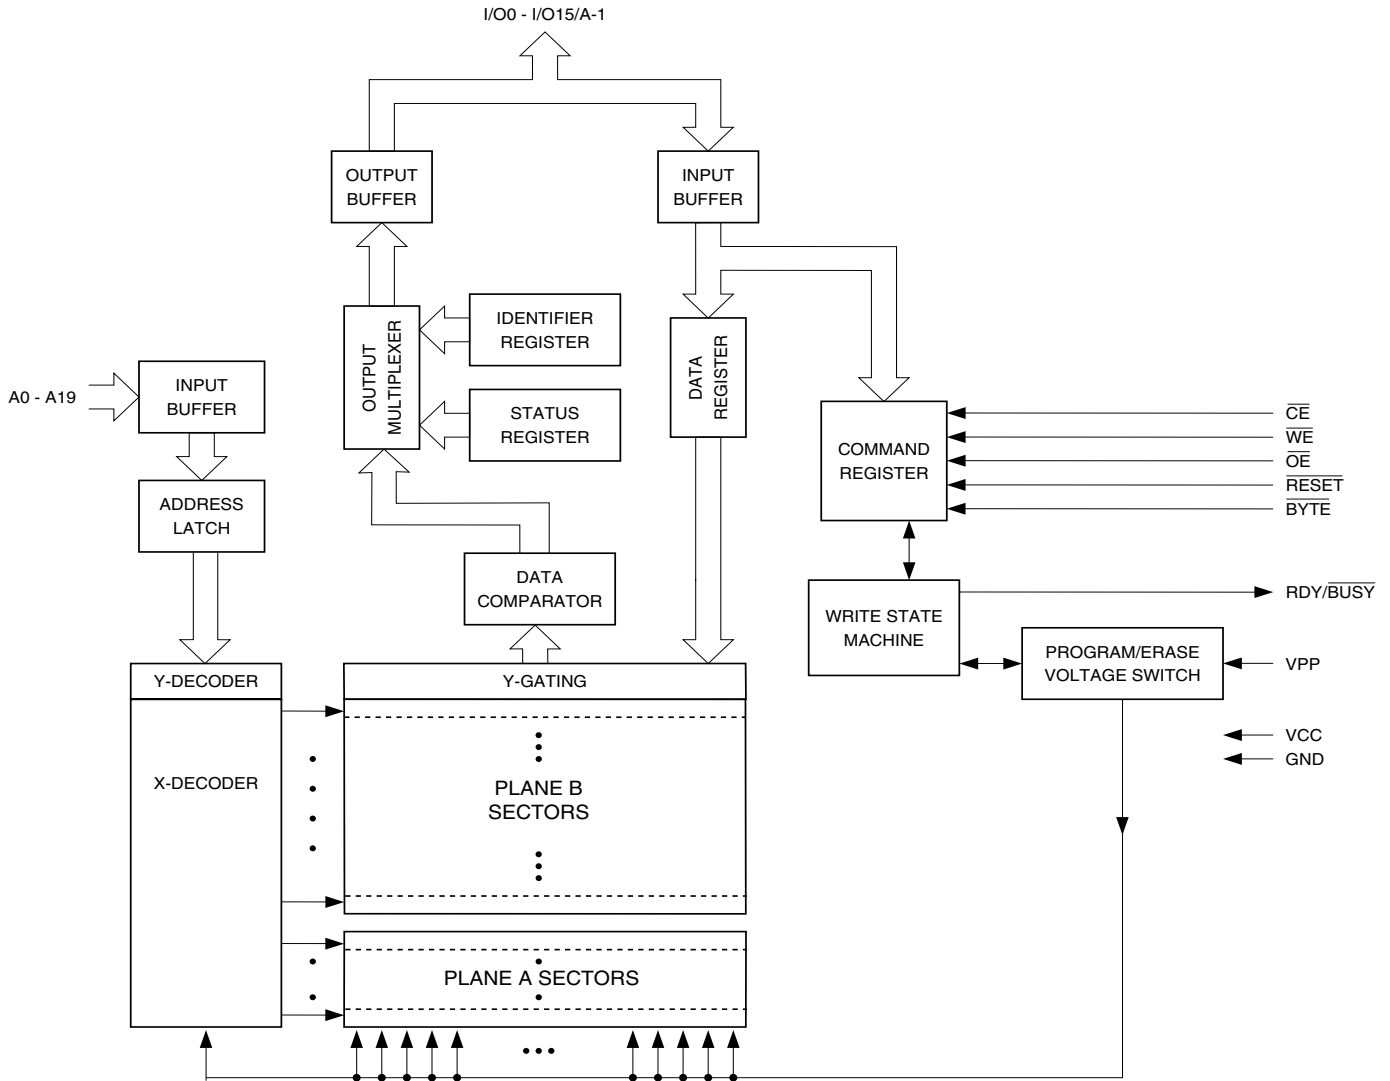 I/O0 - I/O15/A-1
OUTPUT
BUFFER
INPUT
BUFFER
IDENTIFIER
REGISTER
OUTPUT
MULTIPLEXER
DATA
REGISTER
STATUS
REGISTER
A0 - A19
INPUT
BUFFER
COMMAND
REGISTER
CE
WE
OE
RESET
BYTE
ADDRESS
LATCH
DATA
COMPARATOR
WRITE STATE
MACHINE
RDY/BUSY
PROGRAM/ERASE
VOLTAGE SWITCH
VPP
Y-DECODER
Y-GATING
VCC
GND
X-DECODER
PLANE B
SECTORS
PLANE A SECTORS